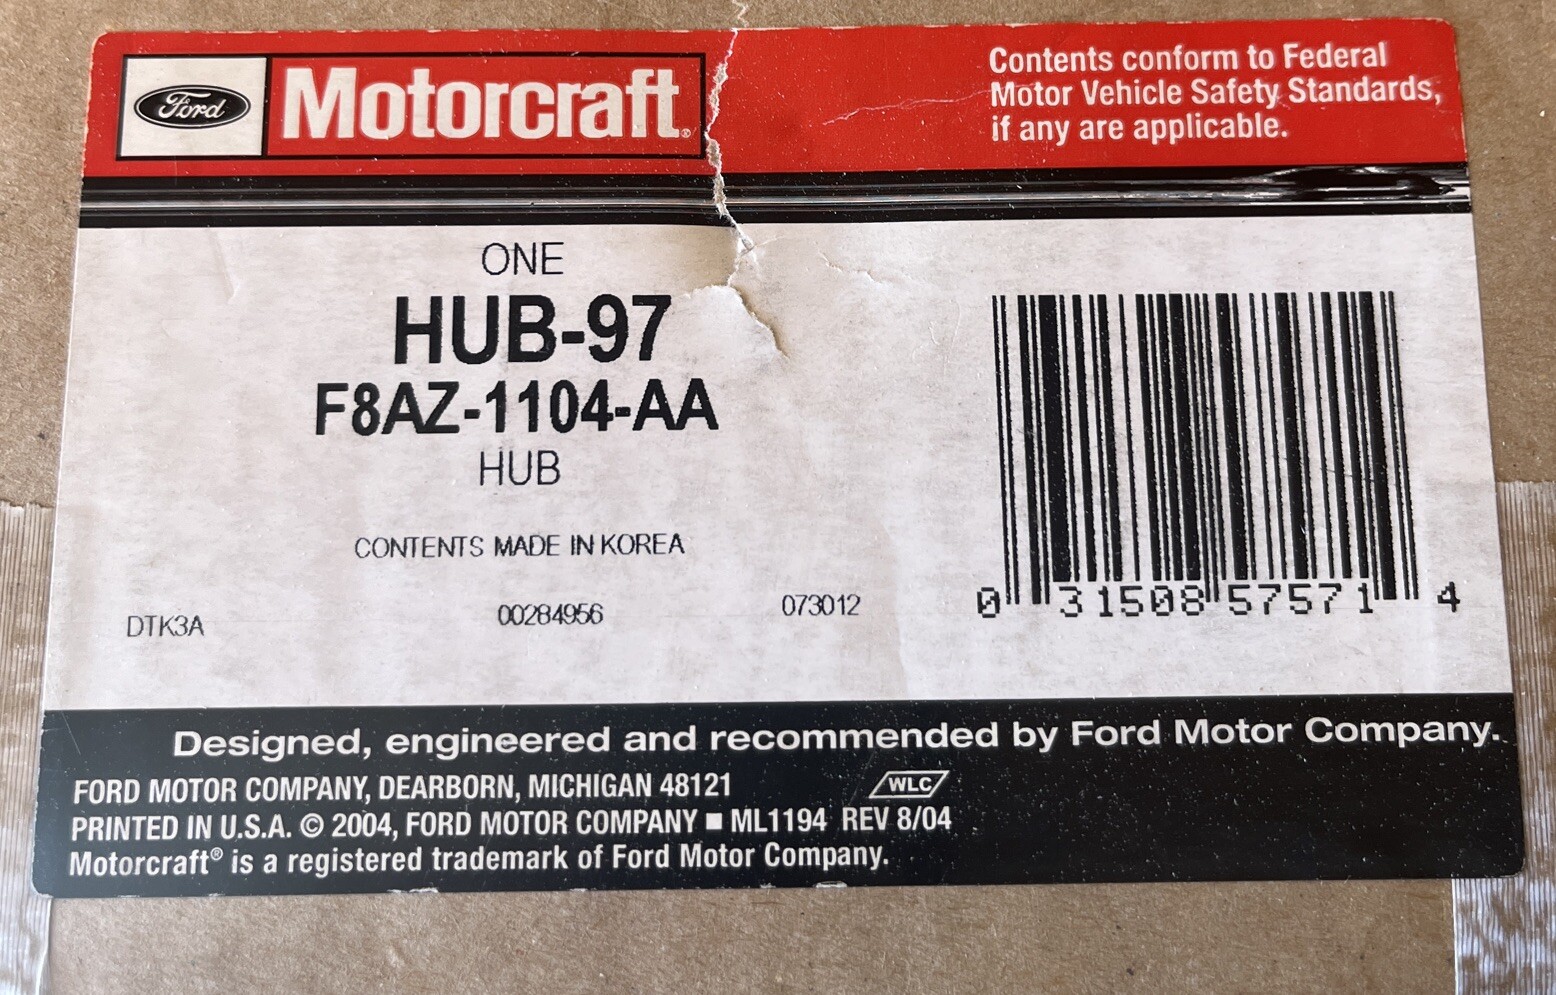 Ford
Motorcraft®
Contents conform to Federal
Motor Vehicle Safety Standards,
if any are applicable.
ONE
HUB-97
F8AZ-1104-AA
HUB
CONTENTS MADE IN KOREA
DTK3A 00284956 073012
0 31508 57571 4
Designed, engineered and recommended by Ford Motor Company.
FORD MOTOR COMPANY, DEARBORN, MICHIGAN 48121 WLC
PRINTED IN U.S.A. © 2004, FORD MOTOR COMPANY ■ ML1194 REV 8/04
Motorcraft® is a registered trademark of Ford Motor Company.